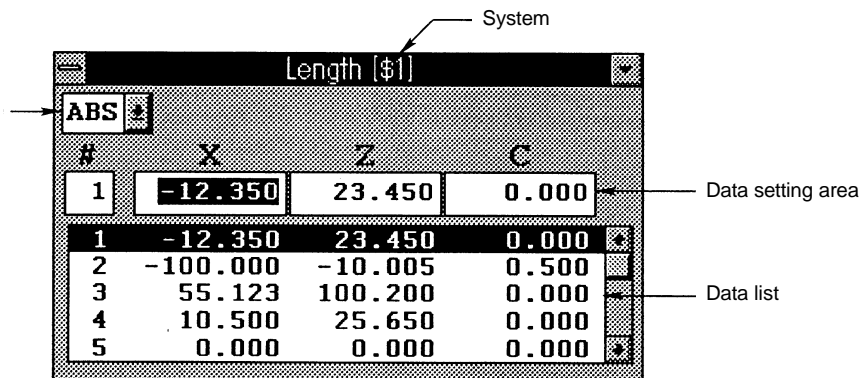 System
Length [$1]
ABS
# X Z C
1 -12.350 23.450 0.000
Data setting area
1 -12.350 23.450 0.000
2 -100.000 -10.005 0.500
3 55.123 100.200 0.000
Data list
4 10.500 25.650 0.000
5 0.000 0.000 0.000